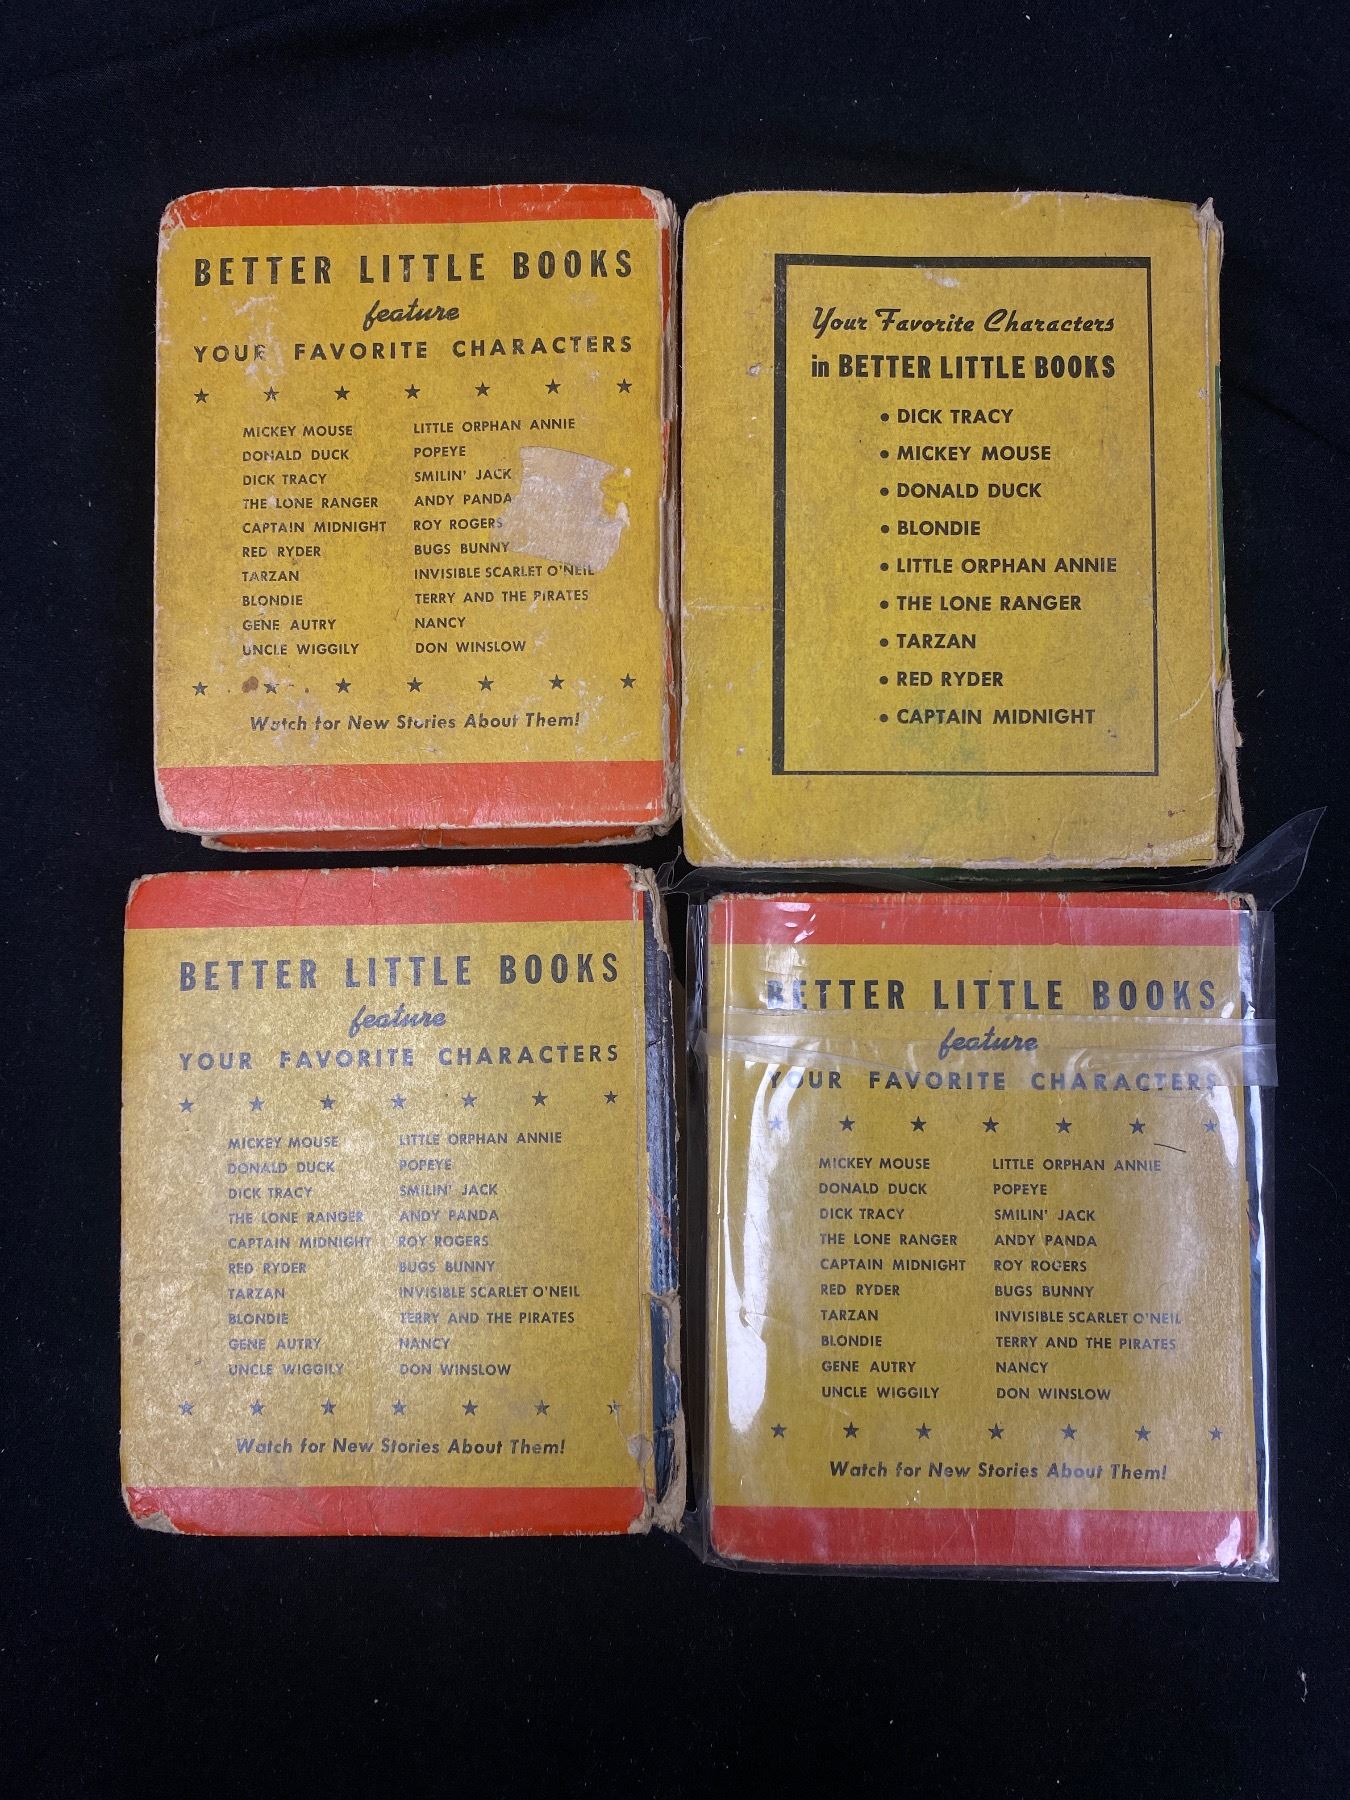 BETTER LITTLE BOOKS
feature
YOUR FAVORITE CHARACTERS
MICKEY MOUSE
DONALD DUCK
DICK TRACY
THE LONE RANGER
CAPTAIN MIDNIGHT
RED RYDER
TARZAN
BLONDIE
GENE AUTRY
UNCLE WIGGILY
LITTLE ORPHAN ANNIE
POPEYE
SMILIN' JACK
ANDY PANDA
ROY ROGERS
BUGS BUNNY
INVISIBLE SCARLET O'NEIL
TERRY AND THE PIRATES
NANCY
DON WINSLOW
Watch for New Stories About Them!
Your Favorite Characters
in BETTER LITTLE BOOKS
• DICK TRACY
• MICKEY MOUSE
• DONALD DUCK
• BLONDIE
• LITTLE ORPHAN ANNIE
• THE LONE RANGER
• TARZAN
• RED RYDER
• CAPTAIN MIDNIGHT
BETTER LITTLE BOOKS
feature
YOUR FAVORITE CHARACTERS
MICKEY MOUSE
DONALD DUCK
DICK TRACY
THE LONE RANGER
CAPTAIN MIDNIGHT
RED RYDER
TARZAN
BLONDIE
GENE AUTRY
UNCLE WIGGILY
LITTLE ORPHAN ANNIE
POPEYE
SMILIN' JACK
ANDY PANDA
ROY ROGERS
BUGS BUNNY
INVISIBLE SCARLET O'NEIL
TERRY AND THE PIRATES
NANCY
DON WINSLOW
Watch for New Stories About Them!
BETTER LITTLE BOOKS
feature
YOUR FAVORITE CHARACTERS
MICKEY MOUSE
DONALD DUCK
DICK TRACY
THE LONE RANGER
CAPTAIN MIDNIGHT
RED RYDER
TARZAN
BLONDIE
GENE AUTRY
UNCLE WIGGILY
LITTLE ORPHAN ANNIE
POPEYE
SMILIN' JACK
ANDY PANDA
ROY ROGERS
BUGS BUNNY
INVISIBLE SCARLET O'NEIL
TERRY AND THE PIRATES
NANCY
DON WINSLOW
Watch for New Stories About Them!